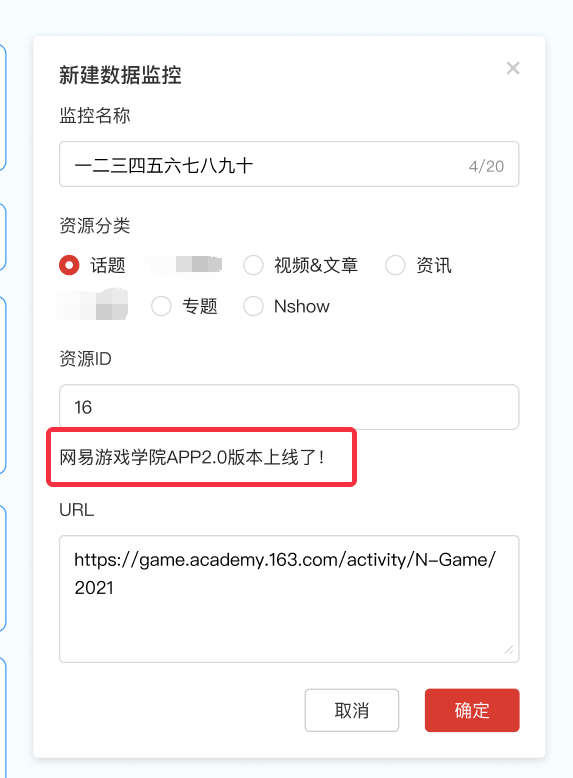 新建数据监控
监控名称
一二三四五六七八九十 4/20
资源分类
话题 视频&文章 资讯
专题 Nshow
资源ID
16
网易游戏学院APP2.0版本上线了!
URL
https://game.academy.163.com/activity/N-Game/
2021
取消 确定